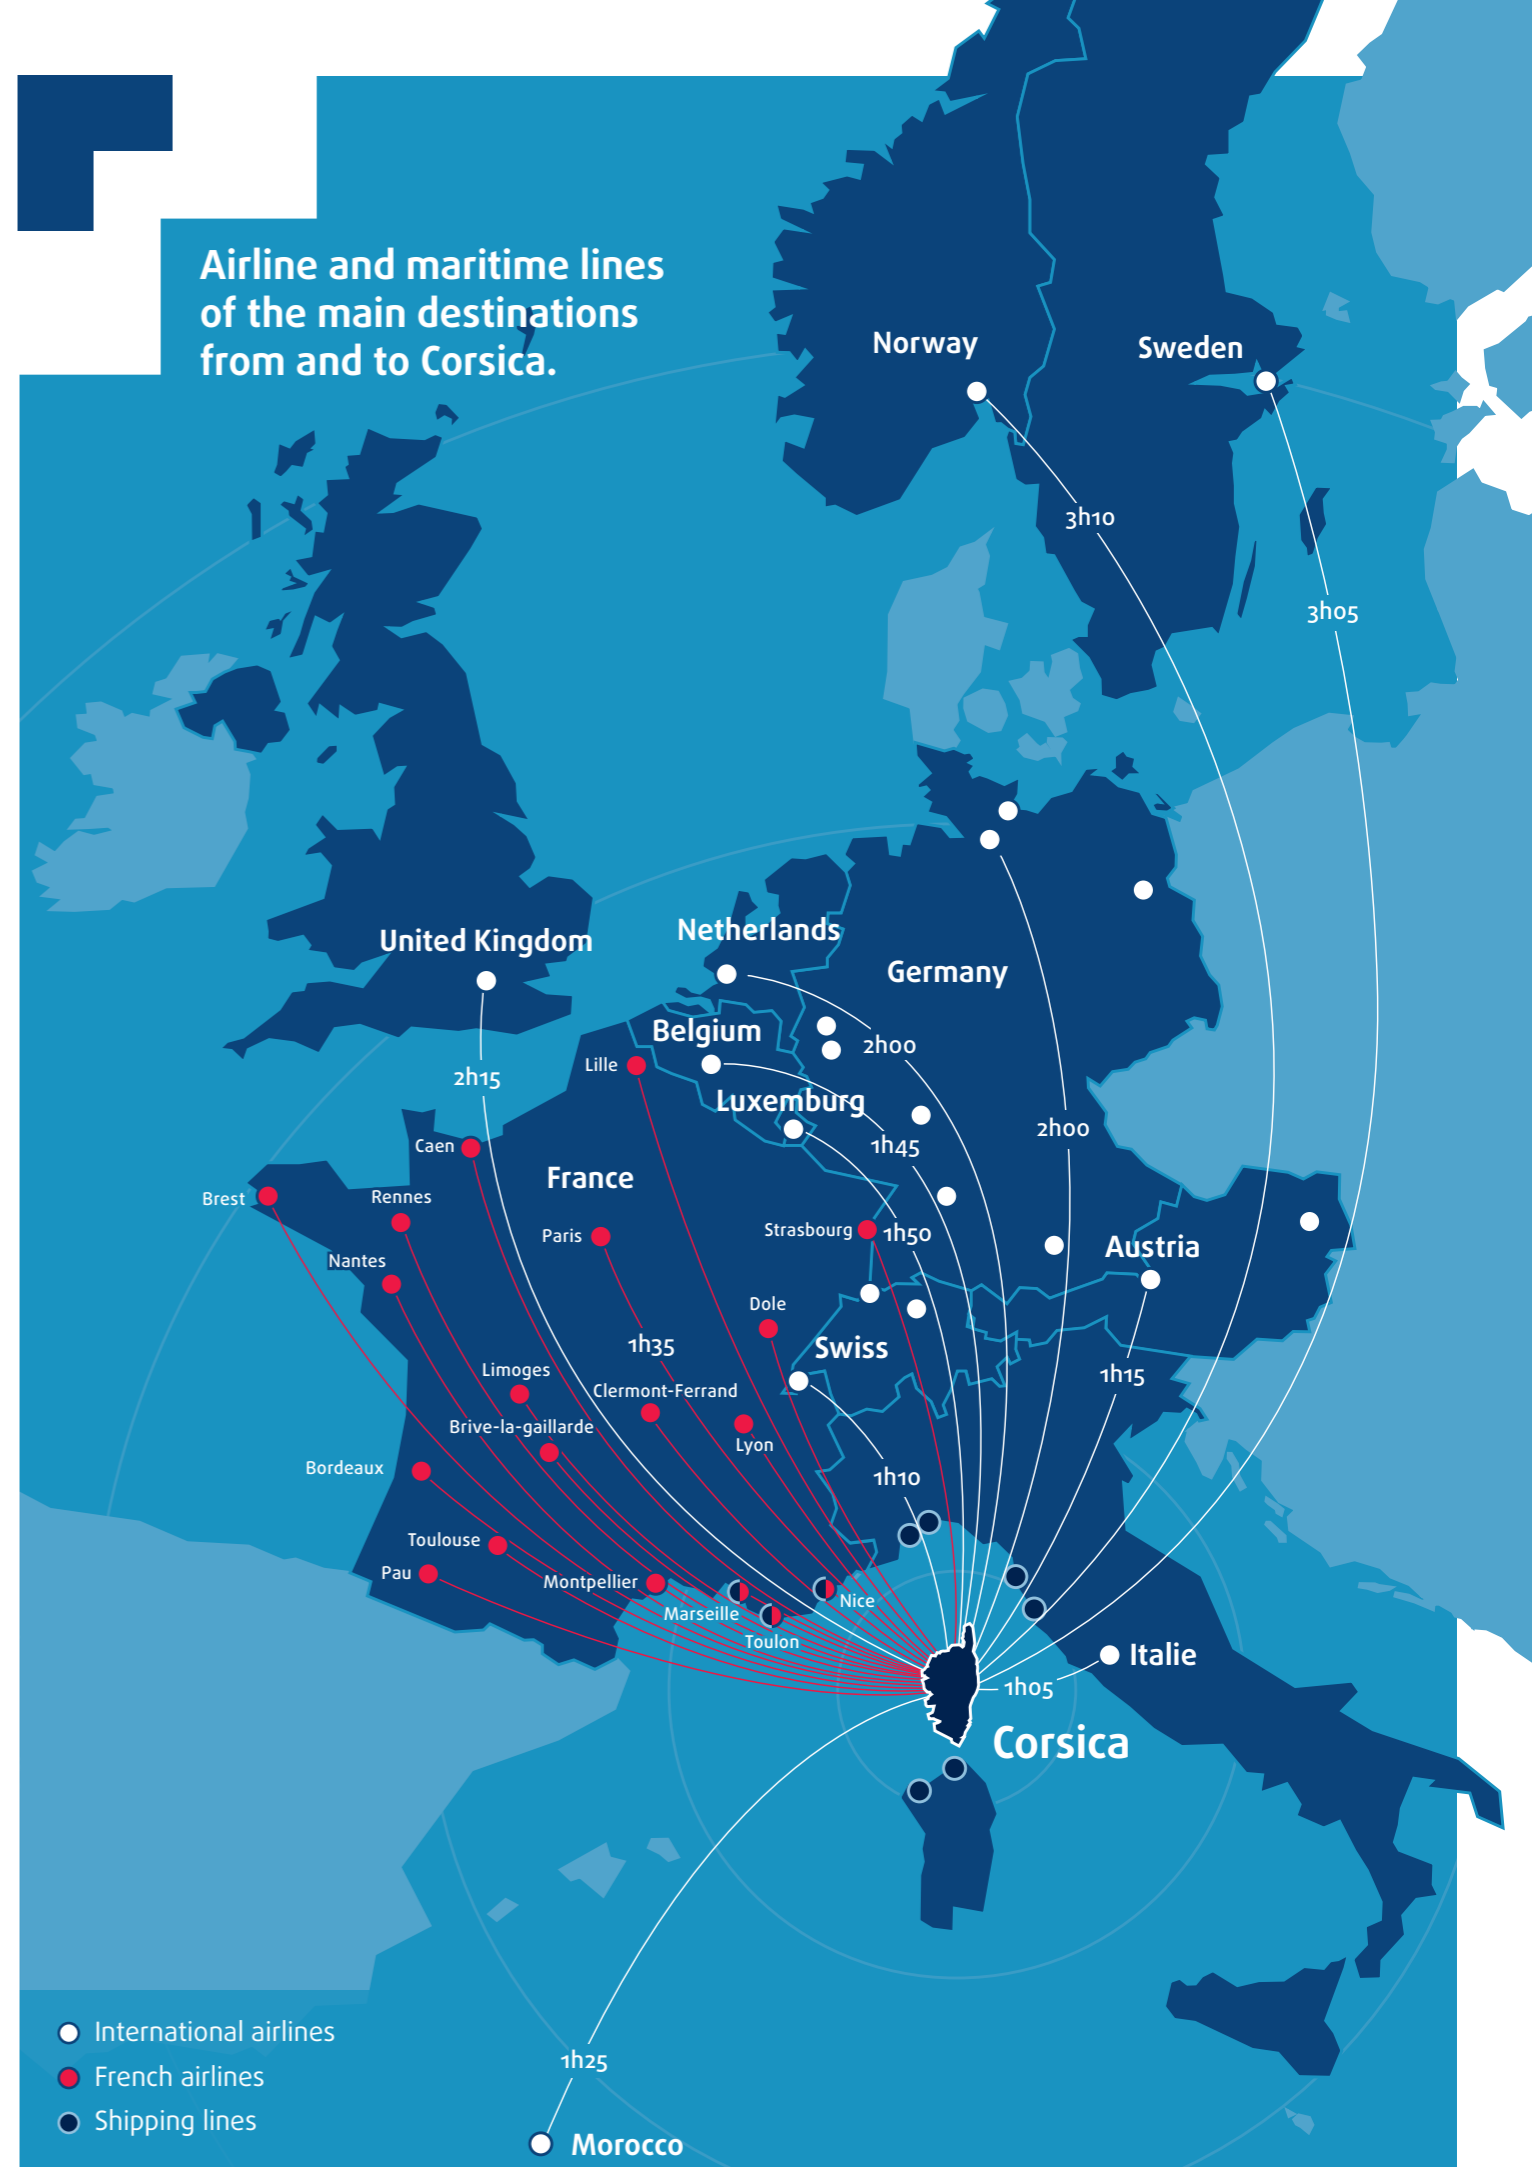 Airline and maritime lines
of the main destinations
from and to Corsica.
Norway
Sweden
3h10
3h05
United Kingdom
Netherlands
Germany
Belgium
2h00
Lille
2h15
Luxemburg
2h00
Caen
1h45
France
Brest
Rennes
Paris
Strasbourg
1h50
Austria
Nantes
Dole
1h35
Swiss
Limoges
1h15
Clermont-Ferrand
Brive-la-gaillarde
Lyon
Bordeaux
1h10
Toulouse
Pau
Montpellier
Nice
Marseille
Toulon
Italie
1h05
Corsica
International airlines
1h25
French airlines
Shipping lines
Morocco